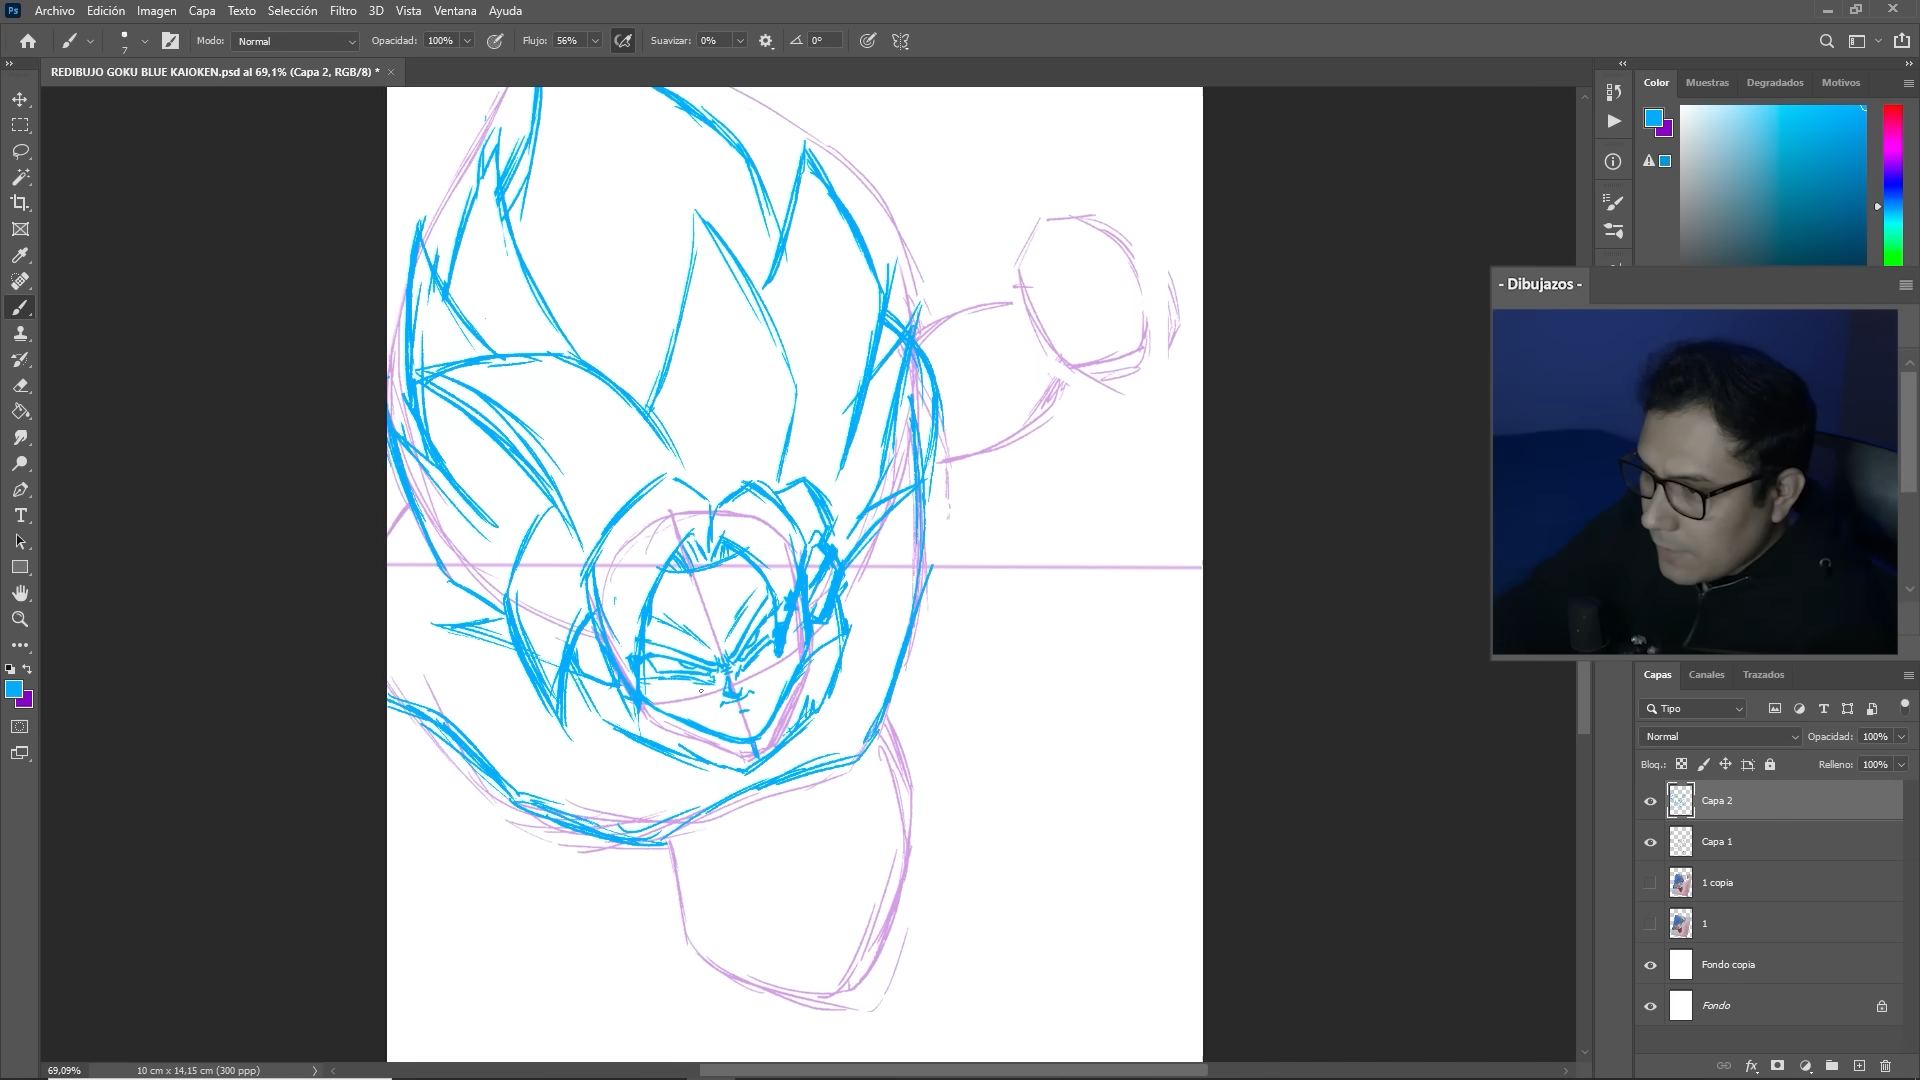 Ps Archivo Edición Imagen Capa Texto Selección Filtro 3D Vista Ventana Ayuda
7 Modo: Normal Opacidad: 100% Flujo: 56% Suavizar: 0% 0°
REDIBUJO GOKU BLUE KAIOKEN.psd al 69,1% (Capa 2, RGB/8) * ×
Color Muestras Degradados Motivos
- Dibujazos -
Capas Canales Trazados
Tipo
Normal Opacidad: 100%
Bloq.: Relleno: 100%
Capa 2
Capa 1
1 copia
1
Fondo copia
Fondo
fx
69,09% 10 cm x 14,15 cm (300 ppp)